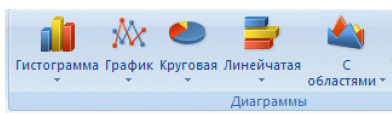 Гистограмма График Круговая Линейчатая С
областями
Диаграммы